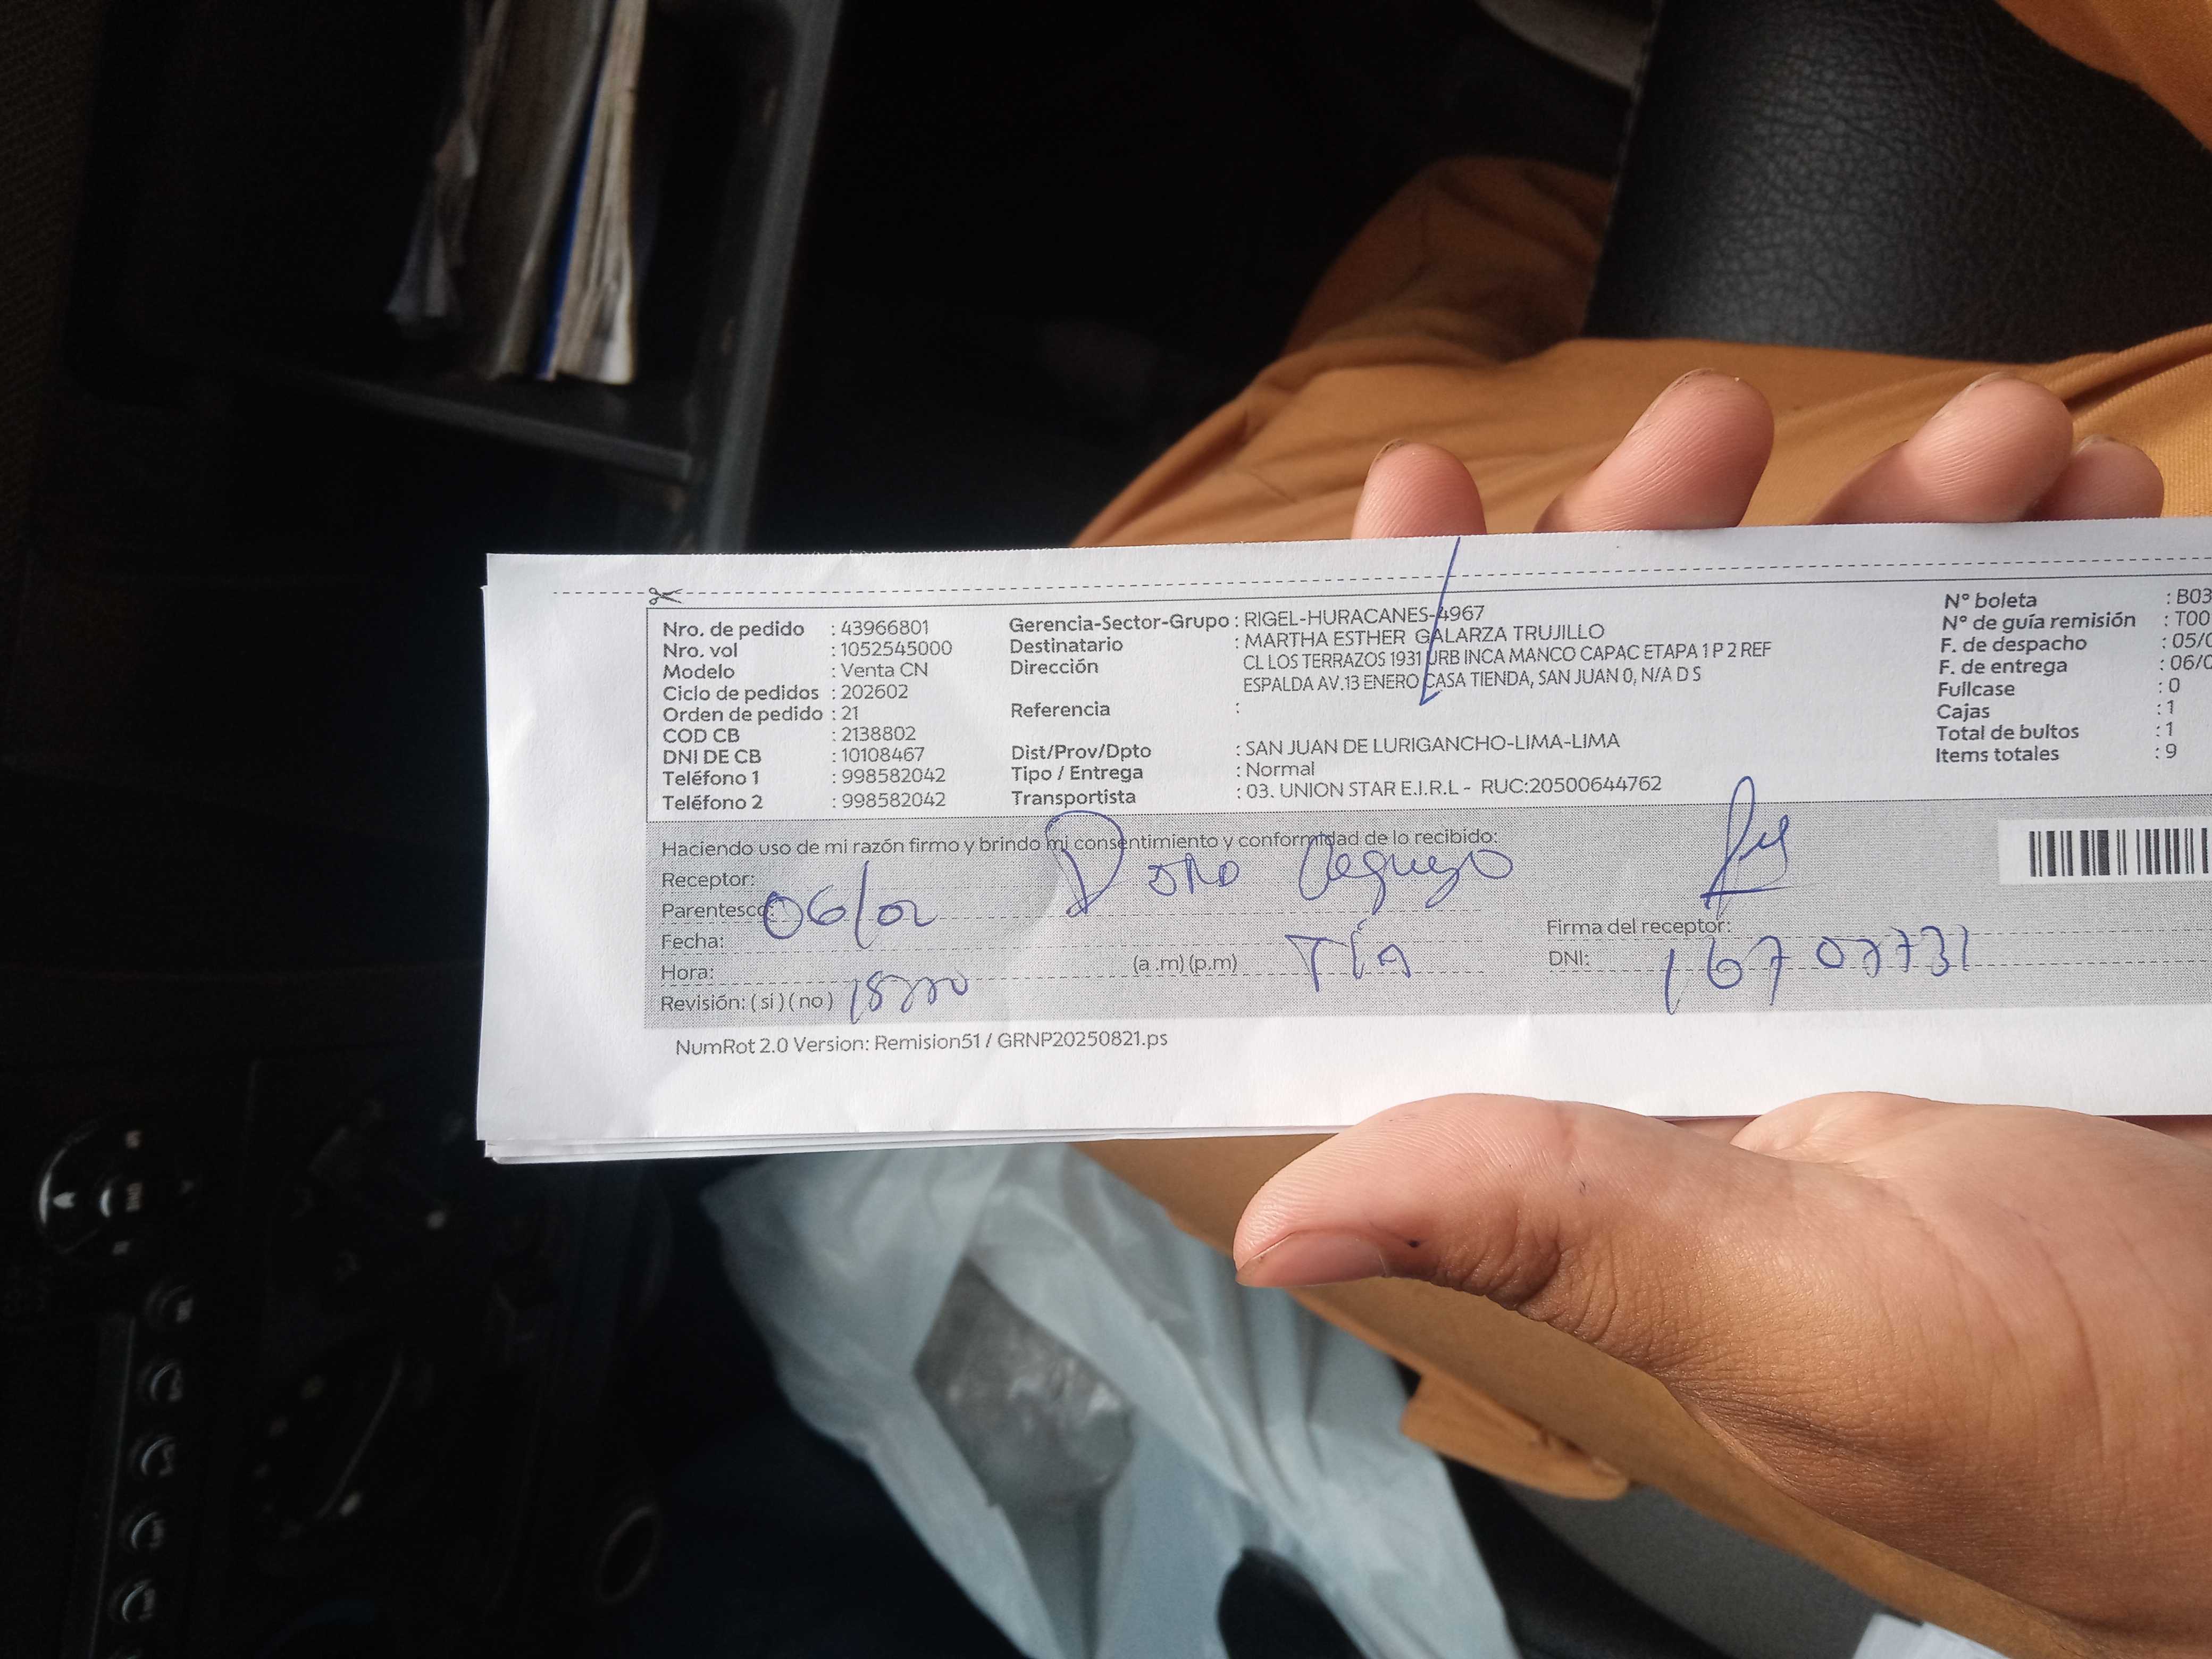 Nro. de pedido : 43966801
Nro. vol : 1052545000
Modelo : Venta CN
Ciclo de pedidos : 202602
Orden de pedido : 21
COD CB : 2138802
DNI DE CB : 10108467
Teléfono 1 : 998582042
Teléfono 2 : 998582042
Gerencia-Sector-Grupo : RIGEL-HURACANES-4967
Destinatario : MARTHA ESTHER GALARZA TRUJILLO
Dirección CL LOS TERRAZOS 1931 URB INCA MANCO CAPAC ETAPA 1 P 2 REF
ESPALDA AV.13 ENERO CASA TIENDA, SAN JUAN 0, N/A D S
Referencia :
Dist/Prov/Dpto : SAN JUAN DE LURIGANCHO-LIMA-LIMA
Tipo / Entrega : Normal
Transportista : 03. UNION STAR E.I.R.L - RUC:20500644762
N° boleta : B03
N° de guía remisión : T00
F. de despacho : 05/0
F. de entrega : 06/0
Fullcase : 0
Cajas : 1
Total de bultos : 1
Items totales : 9
Haciendo uso de mi razón firmo y brindo mi consentimiento y conformidad de lo recibido:
Receptor:
Parentesco: 06/02
Fecha:
Hora: (a .m) (p.m) TíA
Revisión: ( si ) ( no )
Firma del receptor:
DNI: 16707731
NumRot 2.0 Version: Remision51 / GRNP20250821.ps